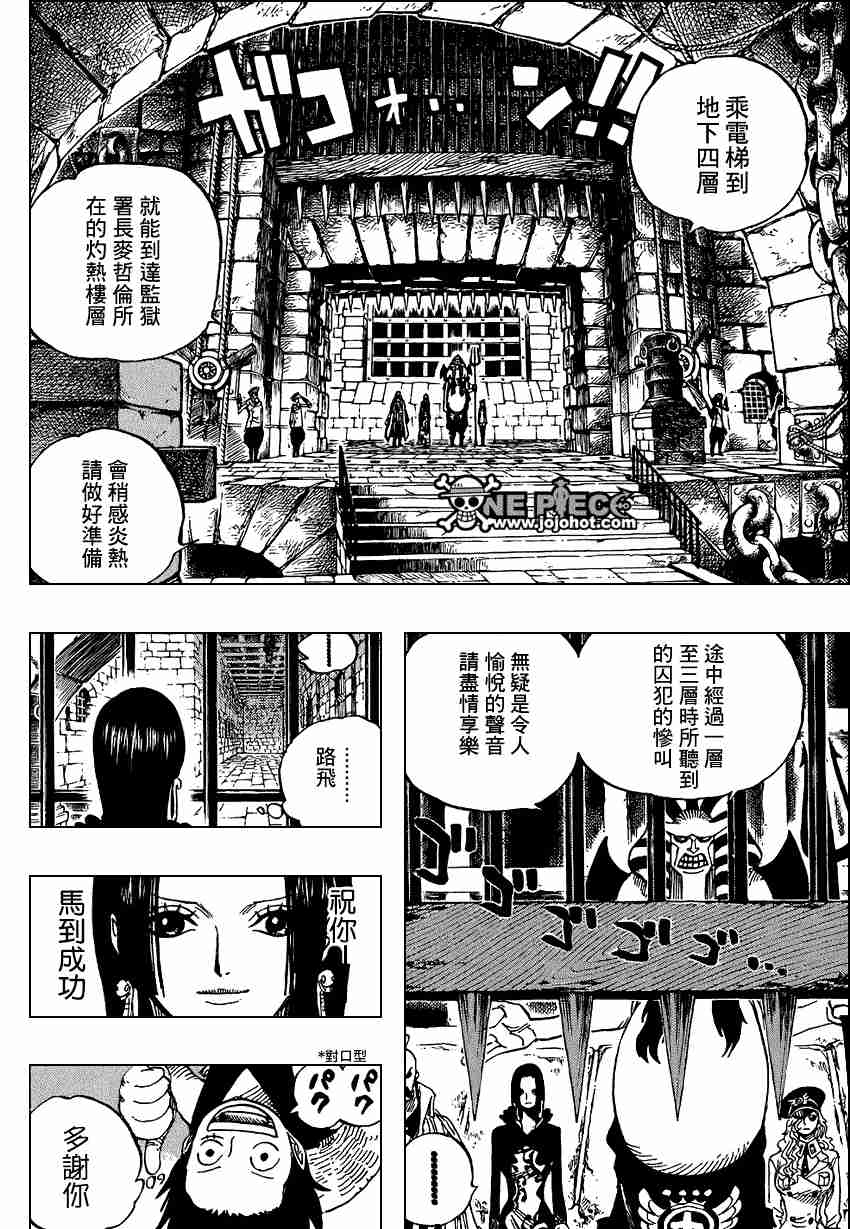 乘電梯到
地下四層
ガコォ…ン!!
就能到達監獄
署長麥哲倫所
在的灼熱樓層
會稍感炎熱
請做好準備
ONE PIECE
www.jojohot.com
途中經過一層
至三層時所聽到
的囚犯的慘叫
無疑是令人
愉悅的聲音
請盡情享樂
ゴゴゴゴ…
………
………
路飛
祝你
馬到成功
*對口型
パク
パク
多謝你
………